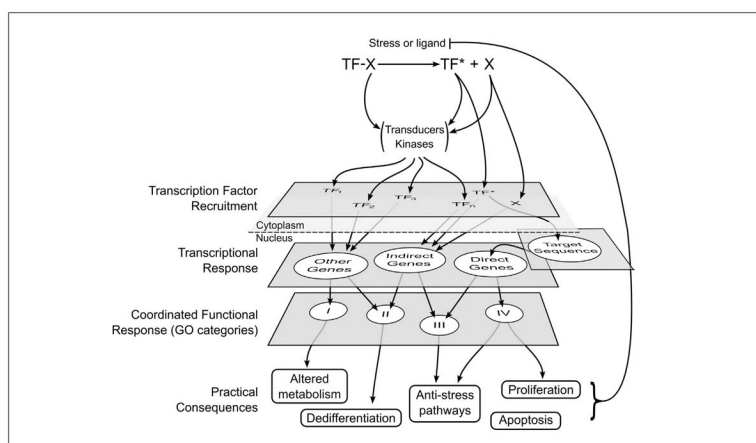 Stress or ligand
TF-X
TF* + X
Transducers
Kinases
Transcription Factor
Recruitment
TF₁
TF₂
TF₃
TFₙ
TF*
X
Cytoplasm
Nucleus
Transcriptional
Response
Other
Genes
Indirect
Genes
Direct
Genes
Target
Sequence
Coordinated Functional
Response (GO categories)
I
II
III
IV
Practical
Consequences
Altered
metabolism
Dedifferentiation
Anti-stress
pathways
Proliferation
Apoptosis